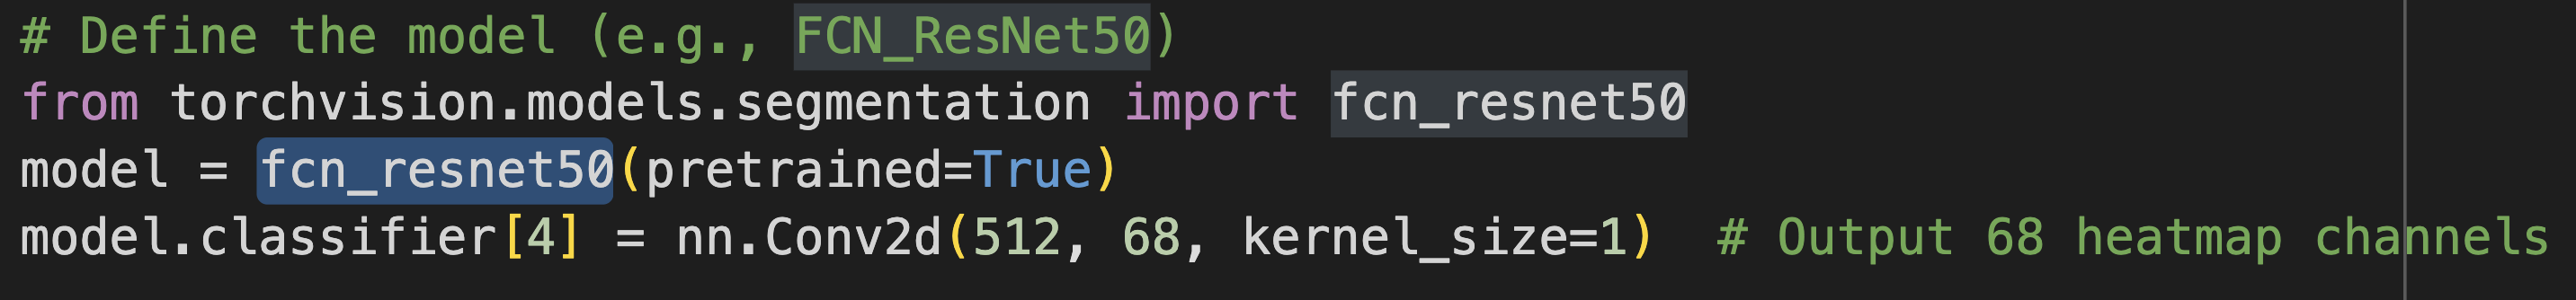 # Define the model (e.g., FCN_ResNet50)
from torchvision.models.segmentation import fcn_resnet50
model = fcn_resnet50(pretrained=True)
model.classifier[4] = nn.Conv2d(512, 68, kernel_size=1)  # Output 68 heatmap channels